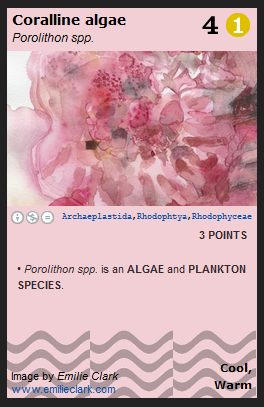 Coralline algae 4 1
Porolithon spp.
Archaeplastida,Rhodophtya,Rhodophyceae
3 POINTS
• Porolithon spp. is an ALGAE and PLANKTON
SPECIES.
Image by Emilie Clark
www.emilieclark.com
Cool,
Warm